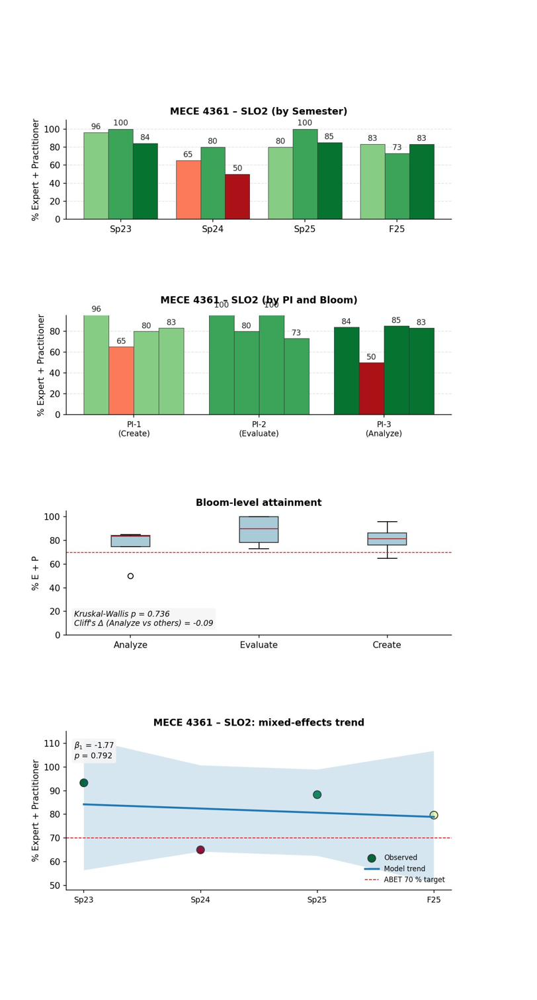 MECE 4361 – SLO2 (by Semester)
% Expert + Practitioner
100
80
60
40
20
0
96
100
84
65
80
50
80
100
85
83
73
83
Sp23
Sp24
Sp25
F25
MECE 4361 – SLO2 (by PI and Bloom)
% Expert + Practitioner
80
60
40
20
0
96
65
80
83
100
80
100
73
84
50
85
83
PI-1
(Create)
PI-2
(Evaluate)
PI-3
(Analyze)
Bloom-level attainment
% E + P
100
80
60
40
20
0
Kruskal-Wallis p = 0.736
Cliff's Δ (Analyze vs others) = -0.09
Analyze
Evaluate
Create
MECE 4361 – SLO2: mixed-effects trend
% Expert + Practitioner
110
100
90
80
70
60
50
β₁ = -1.77
p = 0.792
Observed
Model trend
ABET 70 % target
Sp23
Sp24
Sp25
F25